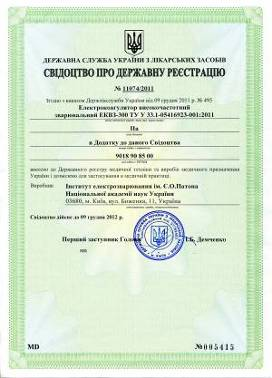 ДЕРЖАВНА СЛУЖБА УКРАЇНИ З ЛІКАРСЬКИХ ЗАСОБІВ
СВІДОЦТВО ПРО ДЕРЖАВНУ РЕЄСТРАЦІЮ
№ 11074/2011
Згідно з наказом Держлікслужби України від 09 грудня 2011 р. № 495
Електрокоагулятор високочастотний
зварювальний ЕКВЗ-300 ТУ У 33.1-05416923-001:2011
По
в Додатку до даного Свідоцтва
9018 90 85 00
внесено до Державного реєстру медичної техніки та виробів медичного призначення
України і дозволено для застосування в медичній практиці.
Виробник: Інститут електрозварювання ім. Є.О.Патона
Національної академії наук України
03680, м. Київ, вул. Боженка, 11, Україна
Свідоцтво дійсне до 09 грудня 2012 р.
Перший заступник Голови
Демченко
МD
№005415